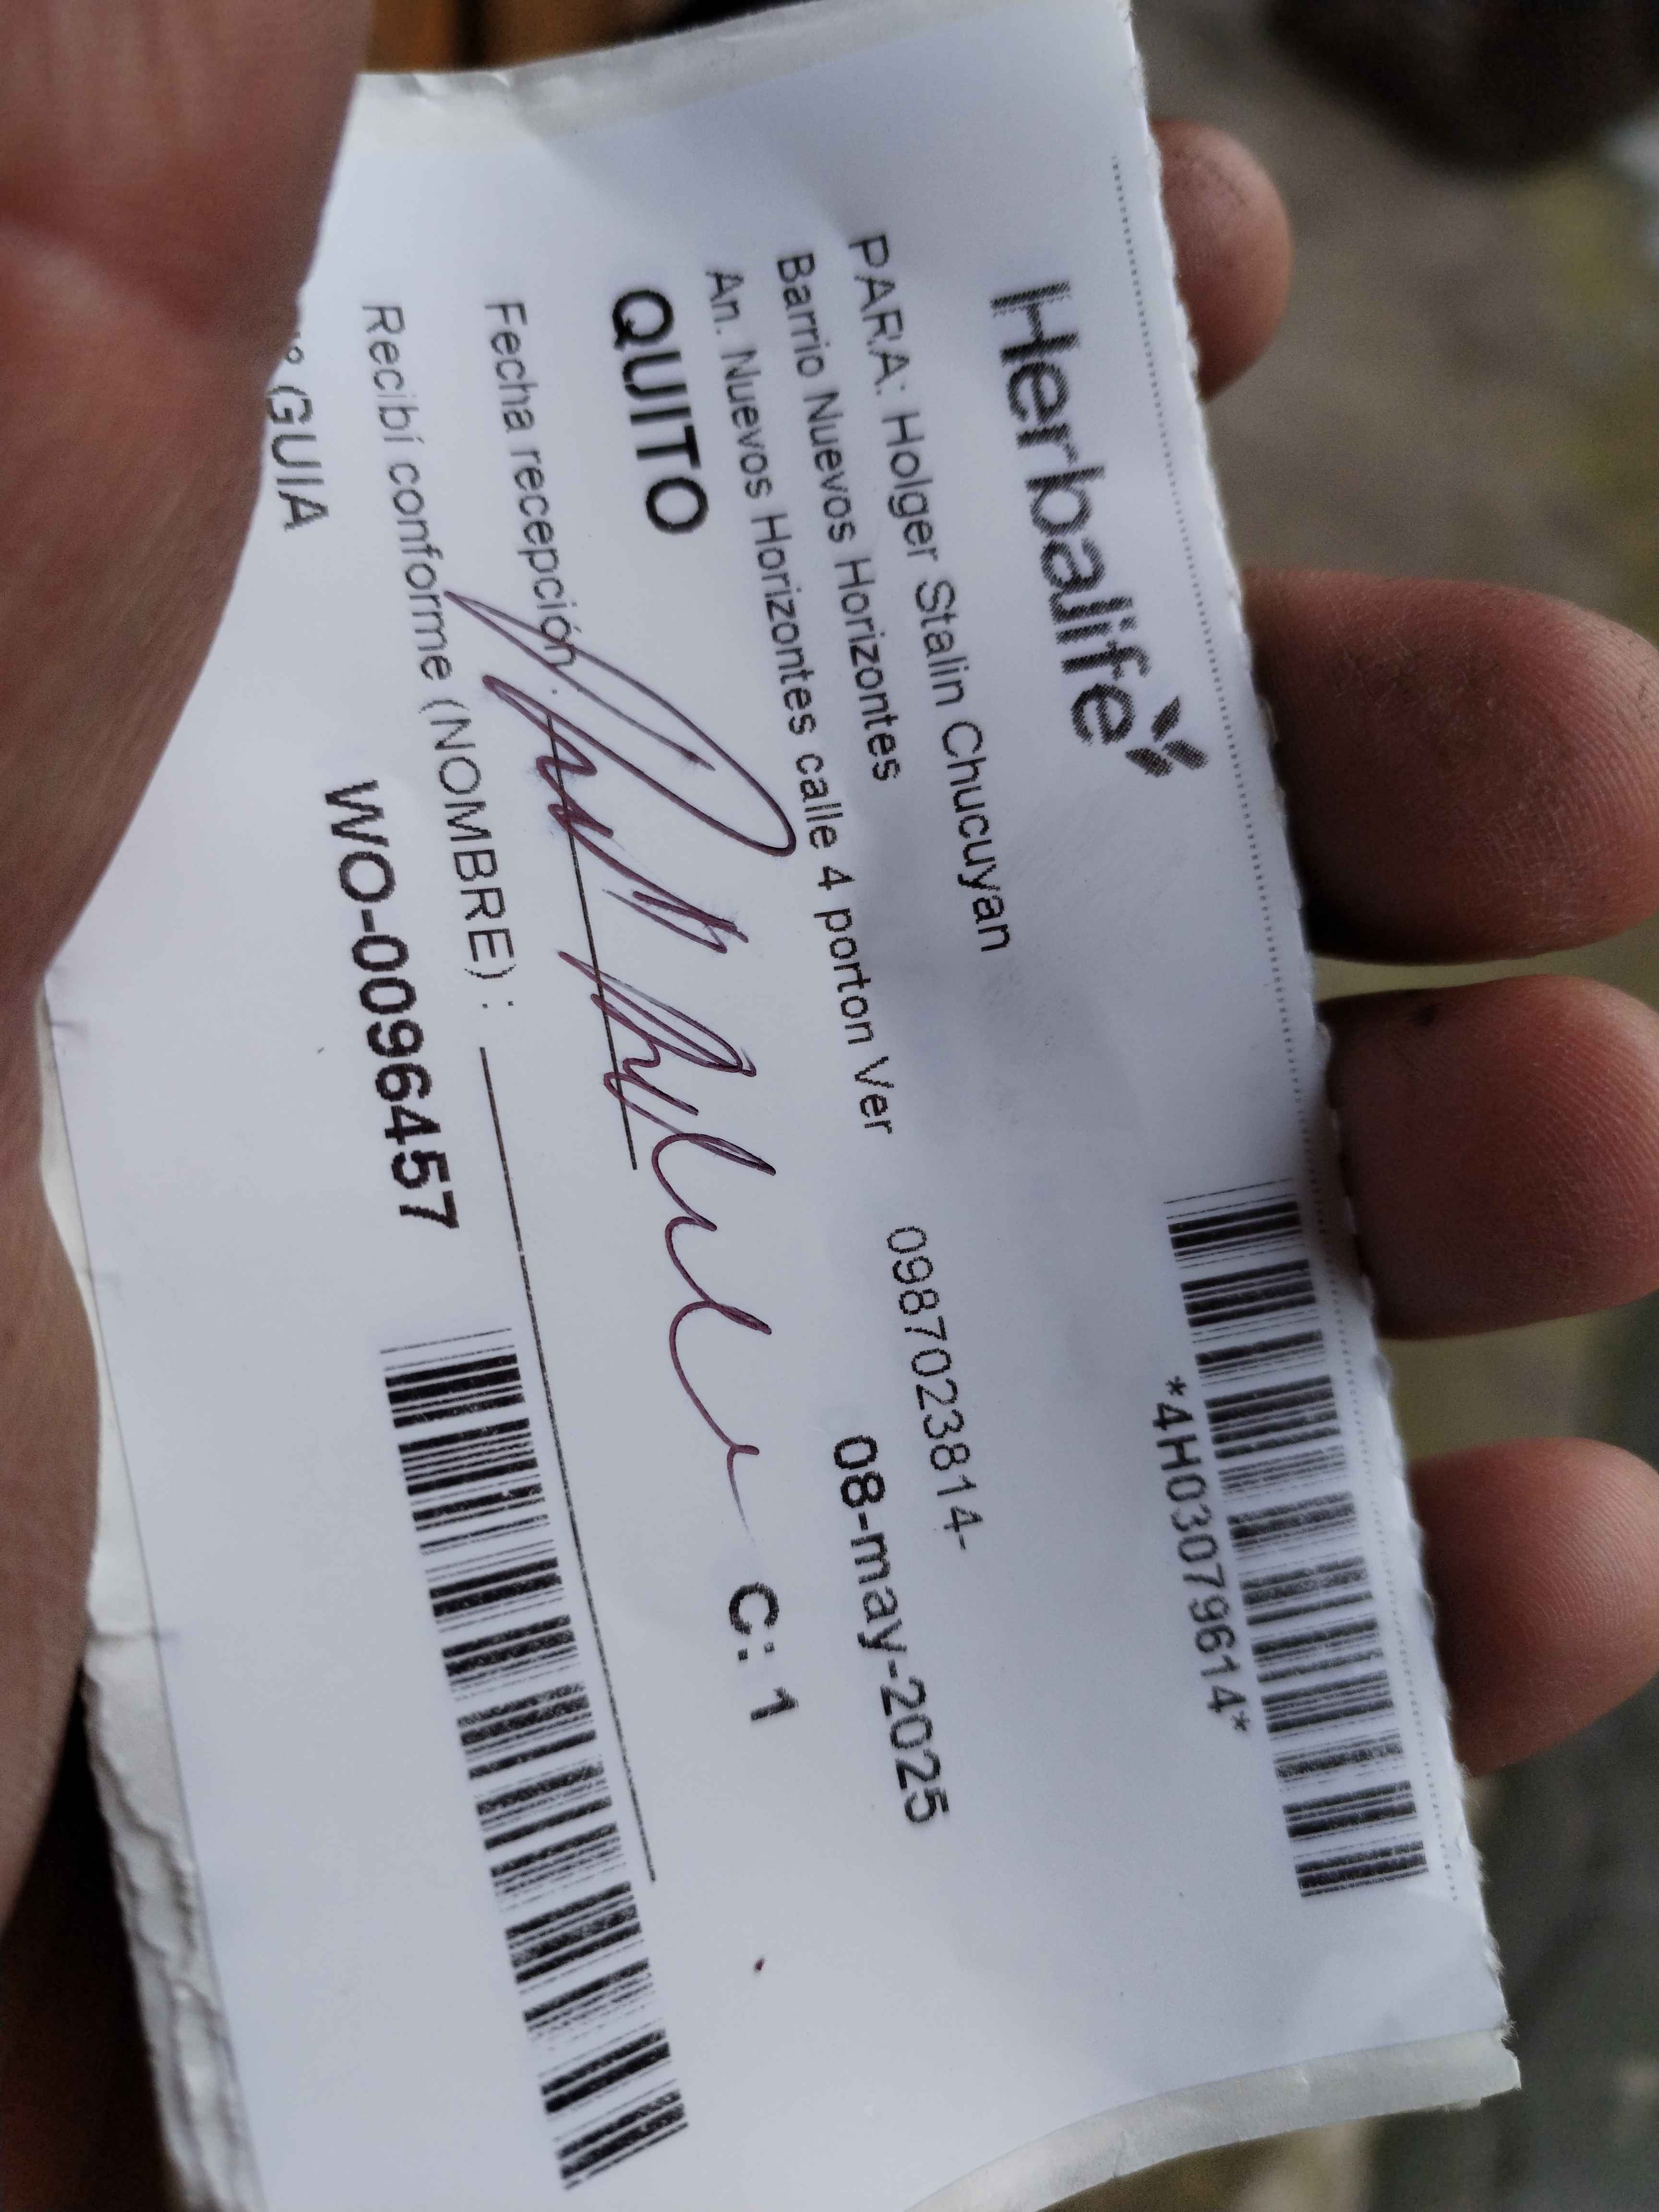 Herbalife
*4H03079614*
PARA: Holger Stalin Chucuyan
Barrio Nuevos Horizontes 0987023814-
An. Nuevos Horizontes calle 4 porton Ver
08-may-2025
QUITO
C: 1
Fecha recepción
Recibí conforme (NOMBRE) :
º (GUIA
WO-0096457